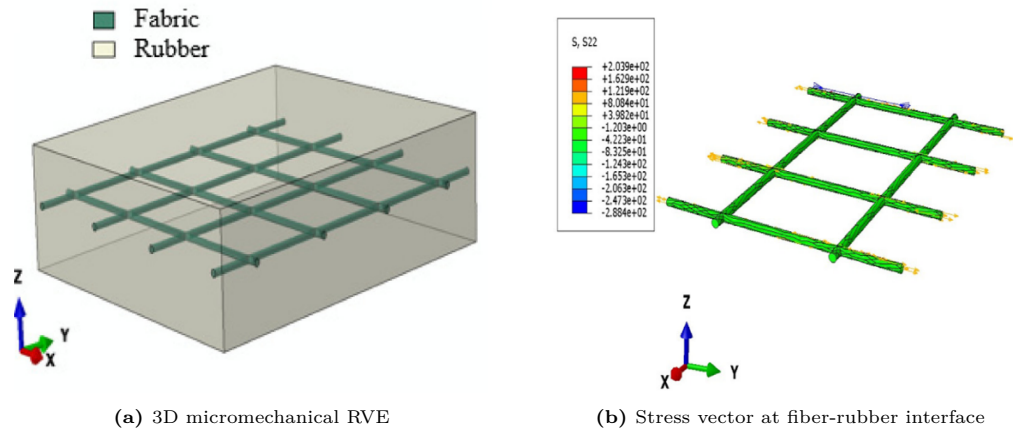 Fabric
Rubber
Z
Y
X
(a) 3D micromechanical RVE
S, S22
+2.039e+02
+1.629e+02
+1.219e+02
+8.084e+01
+3.982e+01
-1.203e+00
-4.223e+01
-8.325e+01
-1.243e+02
-1.653e+02
-2.063e+02
-2.473e+02
-2.884e+02
Z
X
Y
(b) Stress vector at fiber-rubber interface